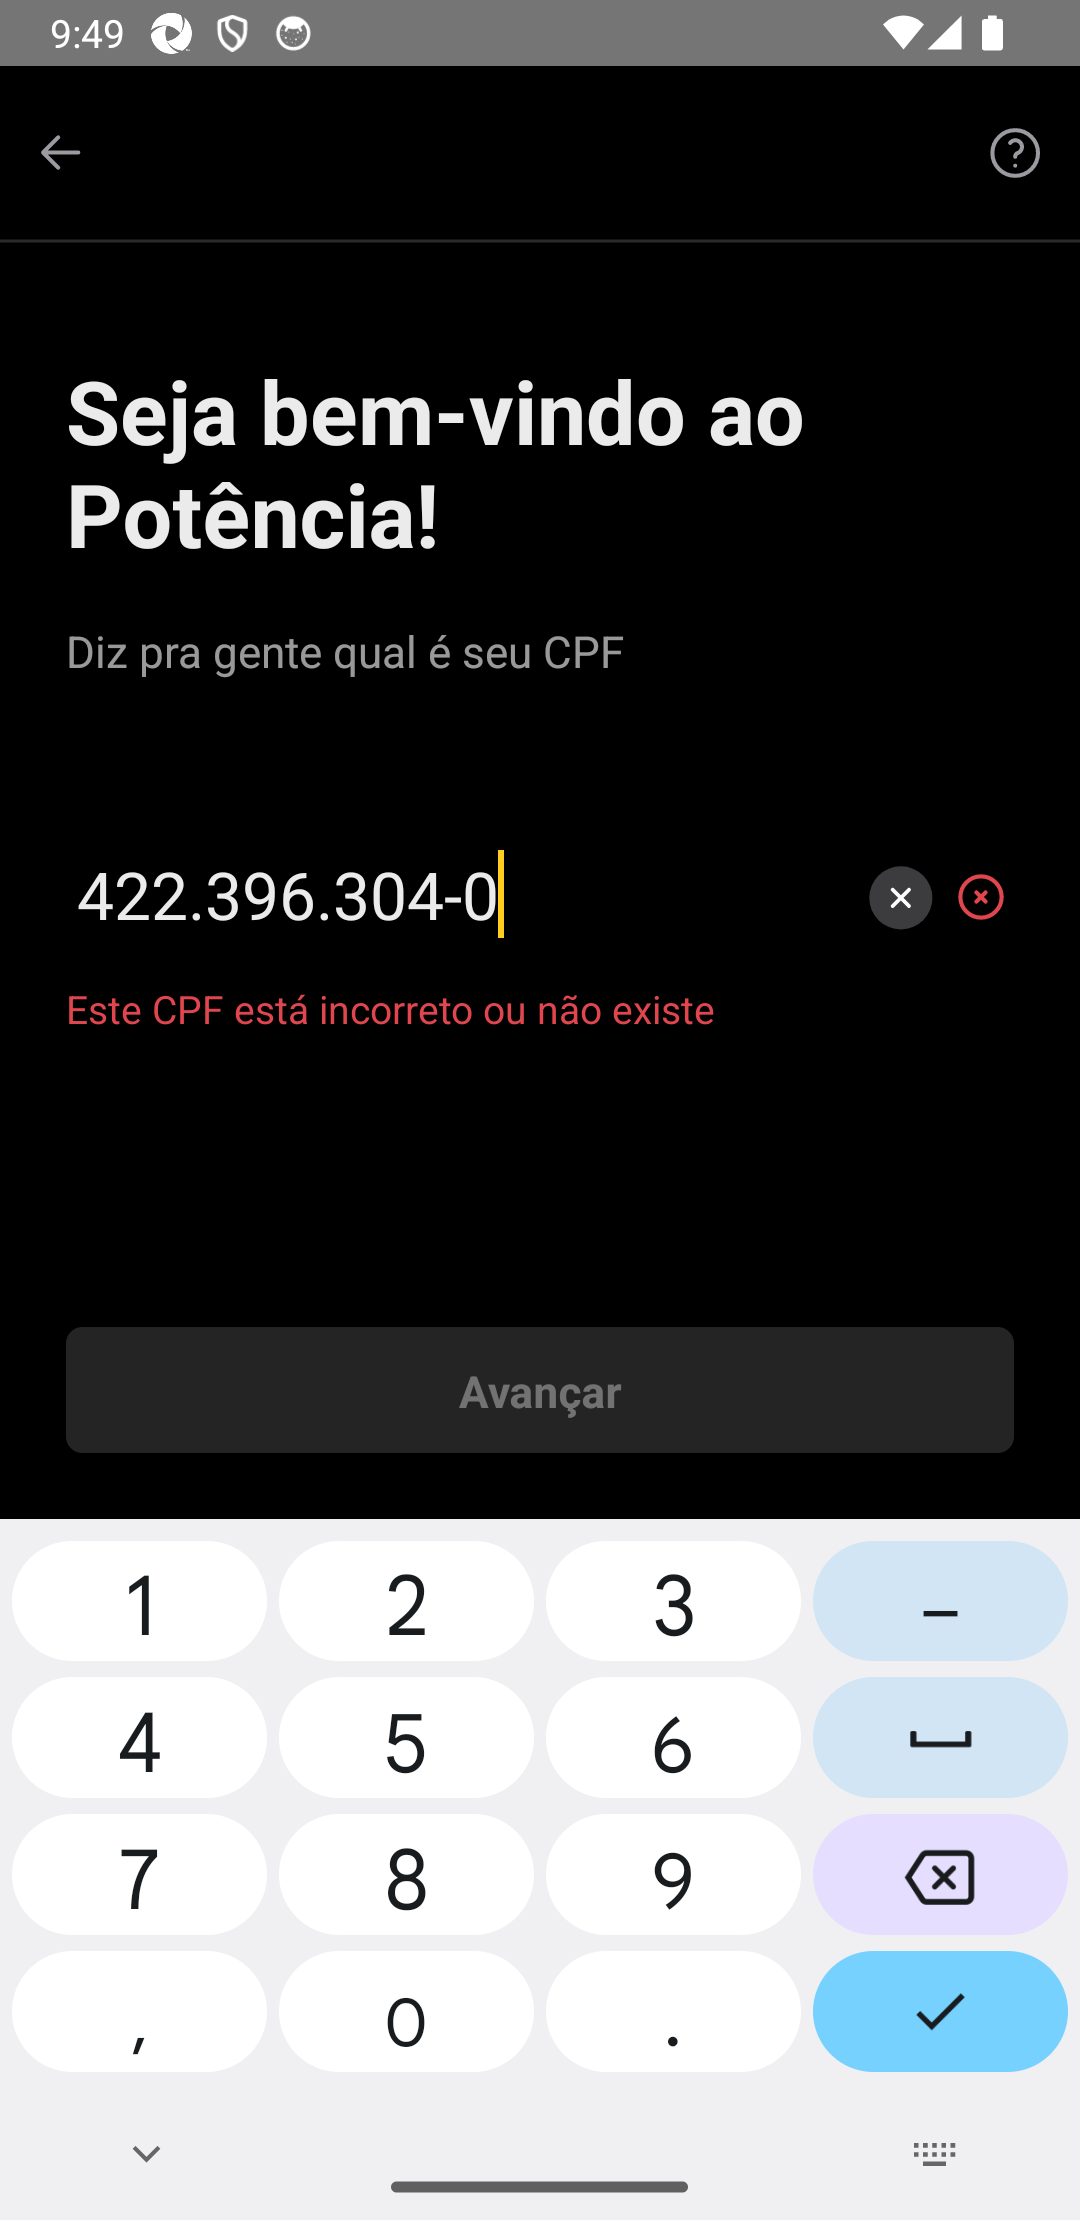 9:49
Seja bem-vindo ao
Potência!
Diz pra gente qual é seu CPF
422.396.304-0
Este CPF está incorreto ou não existe
Avançar
1 2 3 –
4 5 6
7 8 9
, 0 .